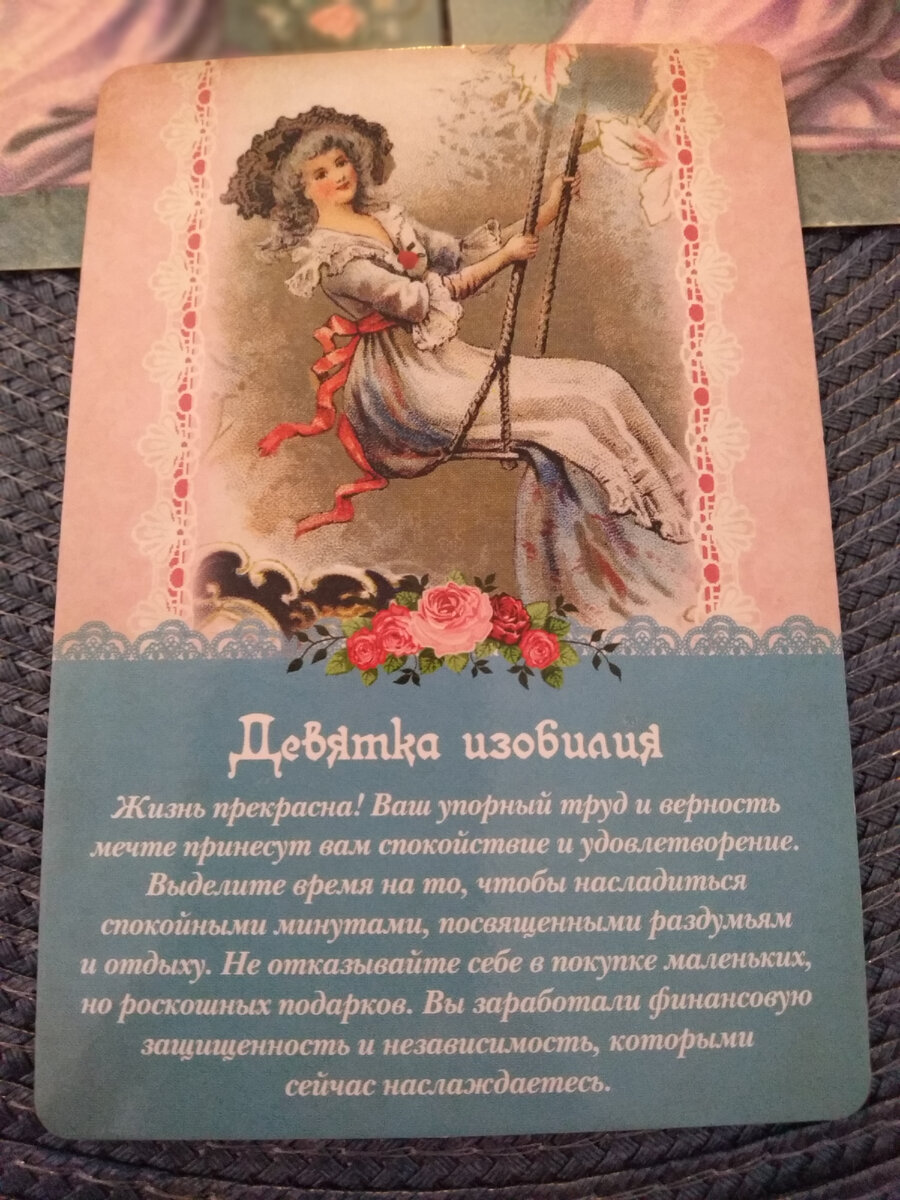 Девятка изобилия
Жизнь прекрасна! Ваш упорный труд и верность
мечте принесут вам спокойствие и удовлетворение.
Выделите время на то, чтобы насладиться
спокойными минутами, посвященными раздумьям
и отдыху. Не отказывайте себе в покупке маленьких,
но роскошных подарков. Вы заработали финансовую
защищенность и независимость, которыми
сейчас наслаждаетесь.